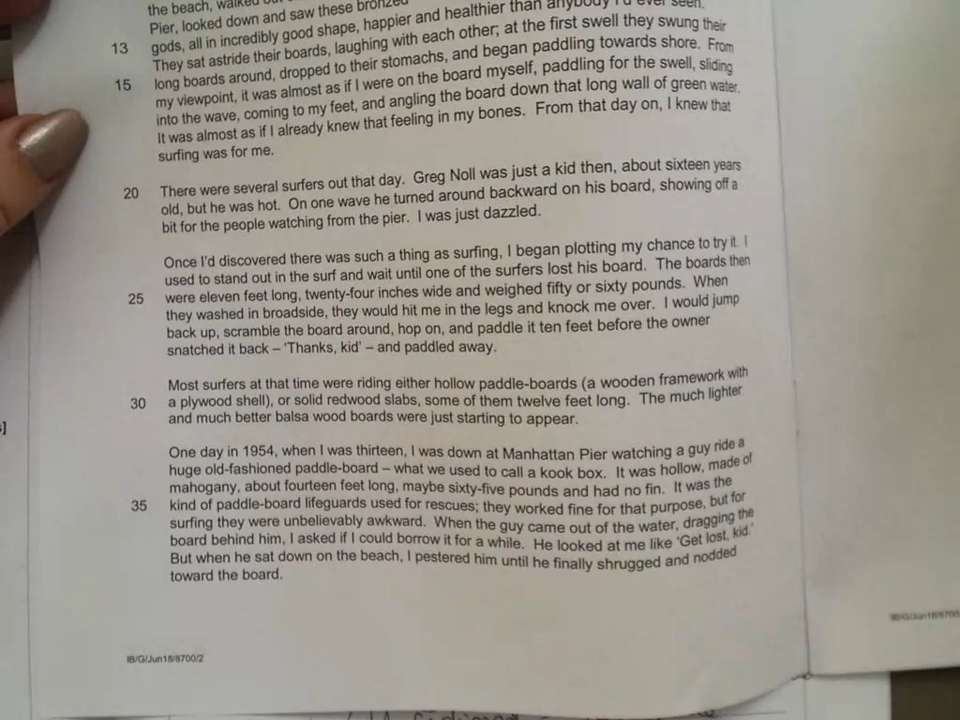 the beach, walked
Pier, looked down and saw these bronzed
13 gods, all in incredibly good shape, happier and healthier than anybody I'd ever seen.
They sat astride their boards, laughing with each other; at the first swell they swung their
15 long boards around, dropped to their stomachs, and began paddling towards shore. From
my viewpoint, it was almost as if I were on the board myself, paddling for the swell, sliding
into the wave, coming to my feet, and angling the board down that long wall of green water.
It was almost as if I already knew that feeling in my bones. From that day on, I knew that
surfing was for me.
20 There were several surfers out that day. Greg Noll was just a kid then, about sixteen years
old, but he was hot. On one wave he turned around backward on his board, showing off a
bit for the people watching from the pier. I was just dazzled.
Once I'd discovered there was such a thing as surfing, I began plotting my chance to try it. I
used to stand out in the surf and wait until one of the surfers lost his board. The boards then
25 were eleven feet long, twenty-four inches wide and weighed fifty or sixty pounds. When
they washed in broadside, they would hit me in the legs and knock me over. I would jump
back up, scramble the board around, hop on, and paddle it ten feet before the owner
snatched it back – 'Thanks, kid' – and paddled away.
Most surfers at that time were riding either hollow paddle-boards (a wooden framework with
30 a plywood shell), or solid redwood slabs, some of them twelve feet long. The much lighter
and much better balsa wood boards were just starting to appear.
One day in 1954, when I was thirteen, I was down at Manhattan Pier watching a guy ride a
huge old-fashioned paddle-board – what we used to call a kook box. It was hollow, made of
mahogany, about fourteen feet long, maybe sixty-five pounds and had no fin. It was the
35 kind of paddle-board lifeguards used for rescues; they worked fine for that purpose, but for
surfing they were unbelievably awkward. When the guy came out of the water, dragging the
board behind him, I asked if I could borrow it for a while. He looked at me like 'Get lost, kid.'
But when he sat down on the beach, I pestered him until he finally shrugged and nodded
toward the board.
IB/G/Jun18/8700/2